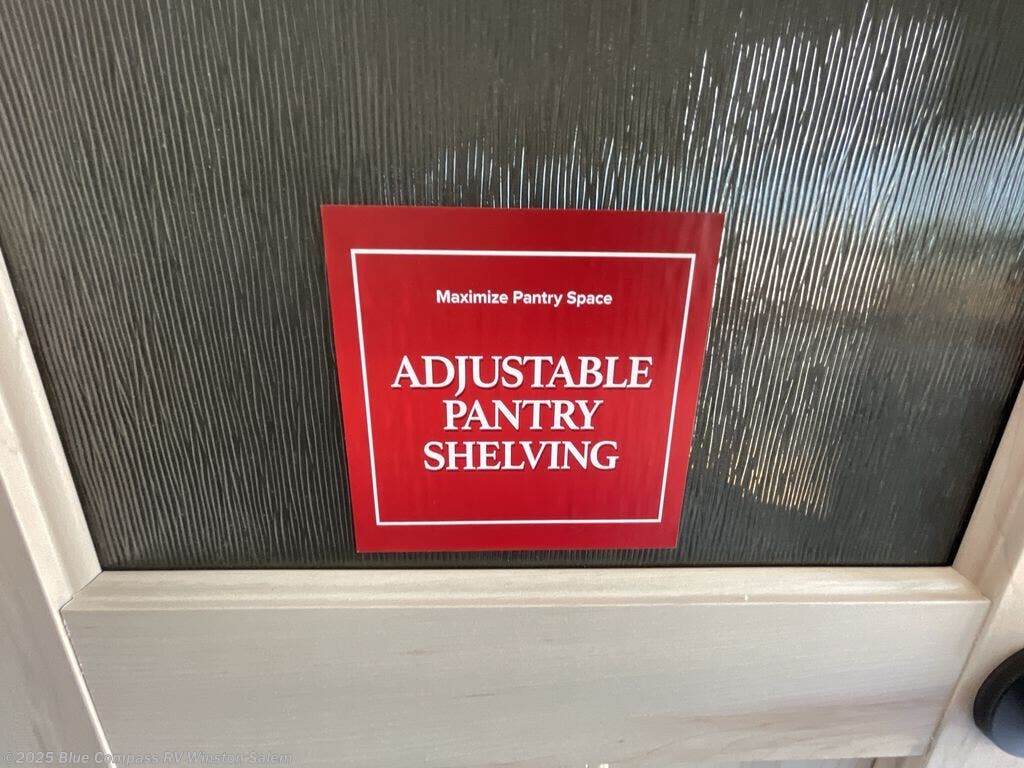 Maximize Pantry Space
ADJUSTABLE
PANTRY
SHELVING
©2025 Blue Compass RV Winston Salem